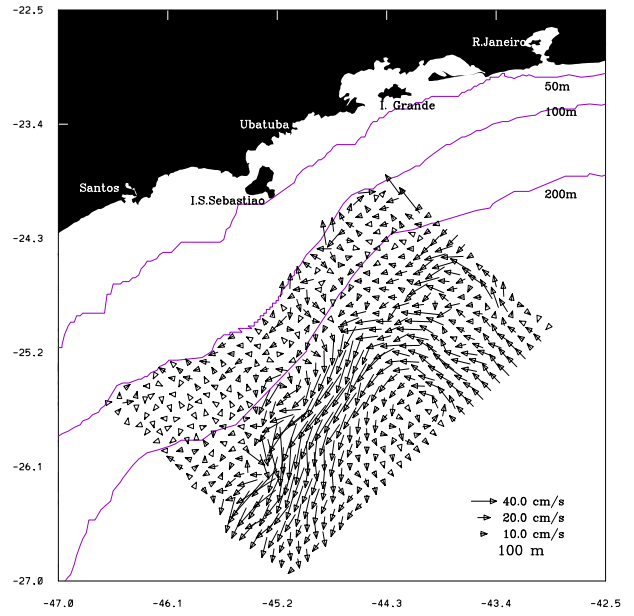 -22.5
R.Janeiro
50m
I. Grande
100m
-23.4
Ubatuba
Santos
200m
I.S.Sebastiao
-24.3
-25.2
-26.1
40.0 cm/s
20.0 cm/s
10.0 cm/s
100 m
-27.0
-47.0 -46.1 -45.2 -44.3 -43.4 -42.5